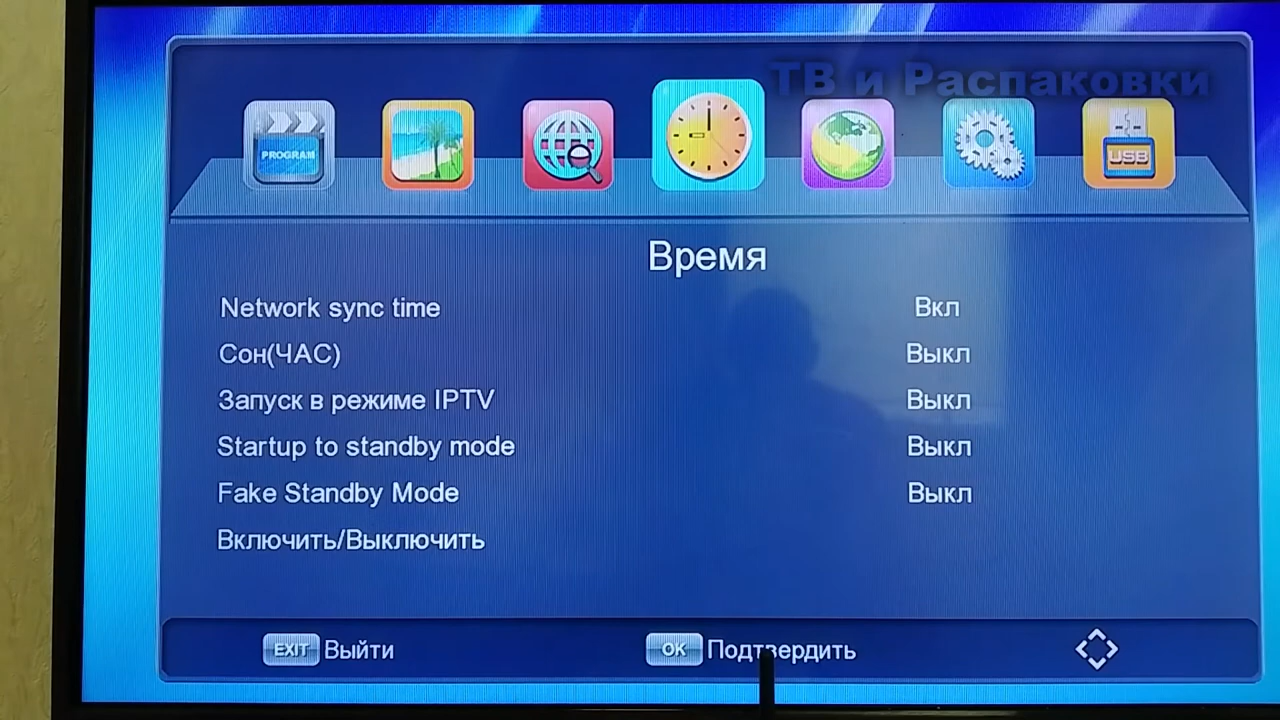 ТВ и Распаковки
PROGRAM
USB
Время
Network sync time Вкл
Сон(ЧАС) Выкл
Запуск в режиме IPTV Выкл
Startup to standby mode Выкл
Fake Standby Mode Выкл
Включить/Выключить
EXIT Выйти OK Подтвердить